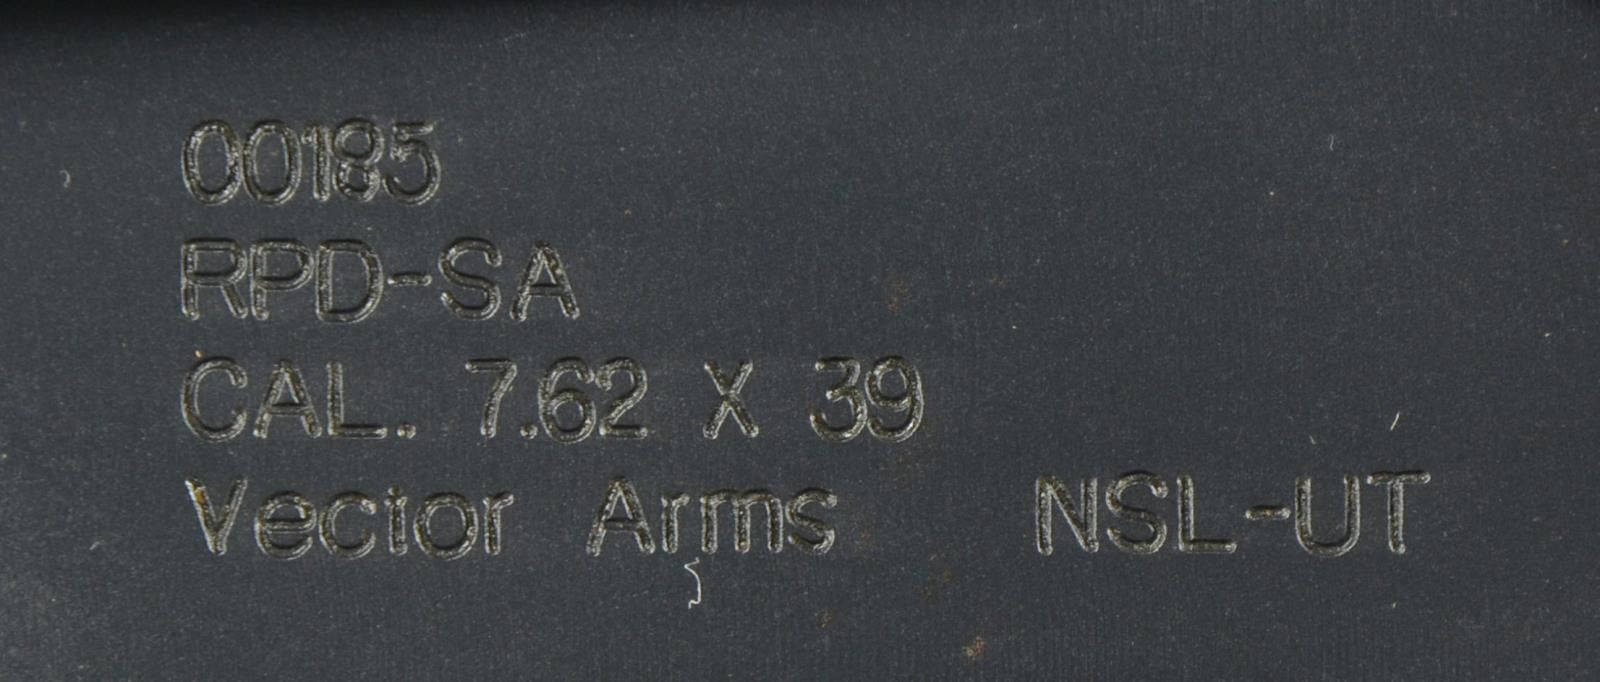 00185
RPD-SA
CAL. 7.62 X 39
Vector Arms NSL-UT